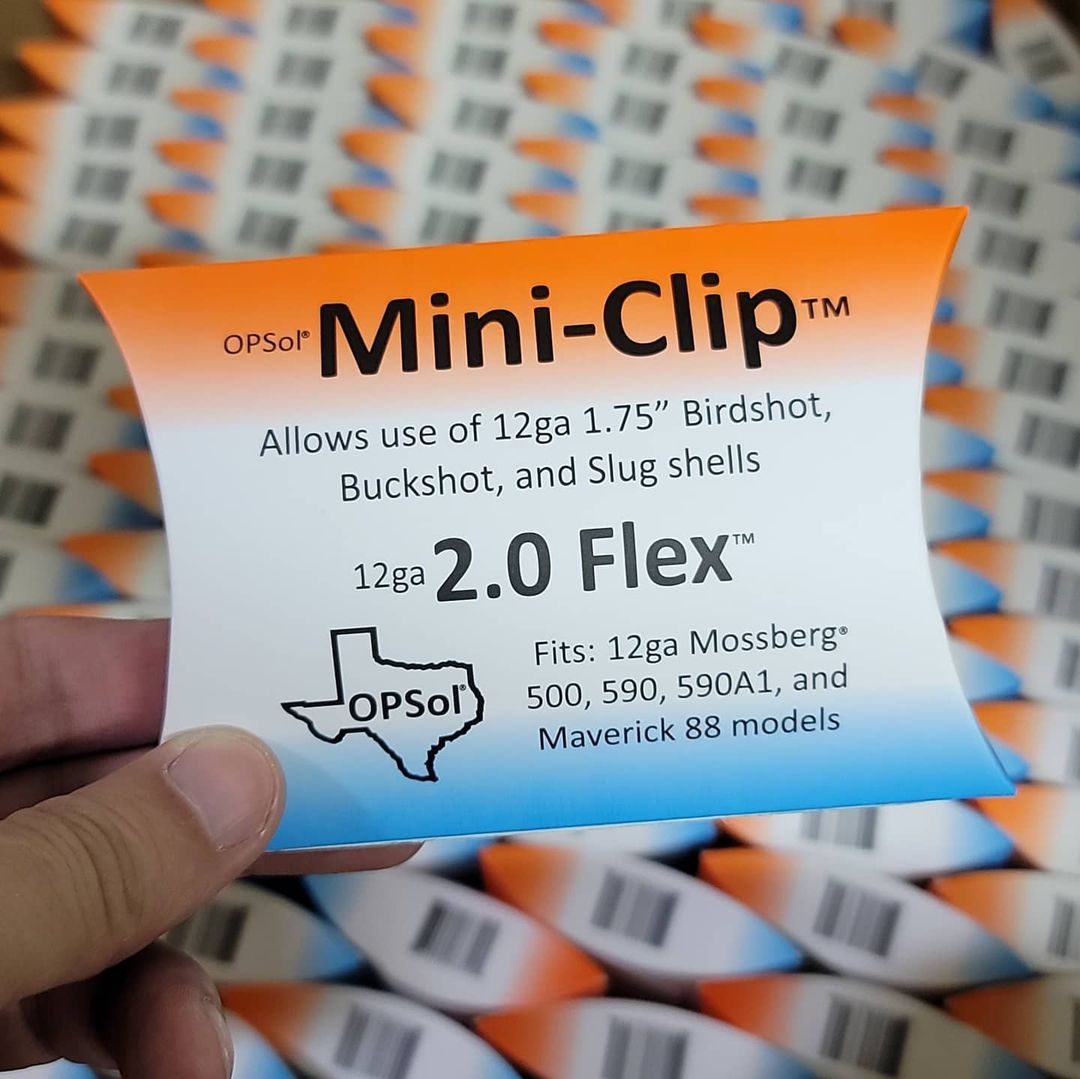 OPSol® Mini-Clip™
Allows use of 12ga 1.75” Birdshot,
Buckshot, and Slug shells
12ga 2.0 Flex™
OPSol®
Fits: 12ga Mossberg®
500, 590, 590A1, and
Maverick 88 models